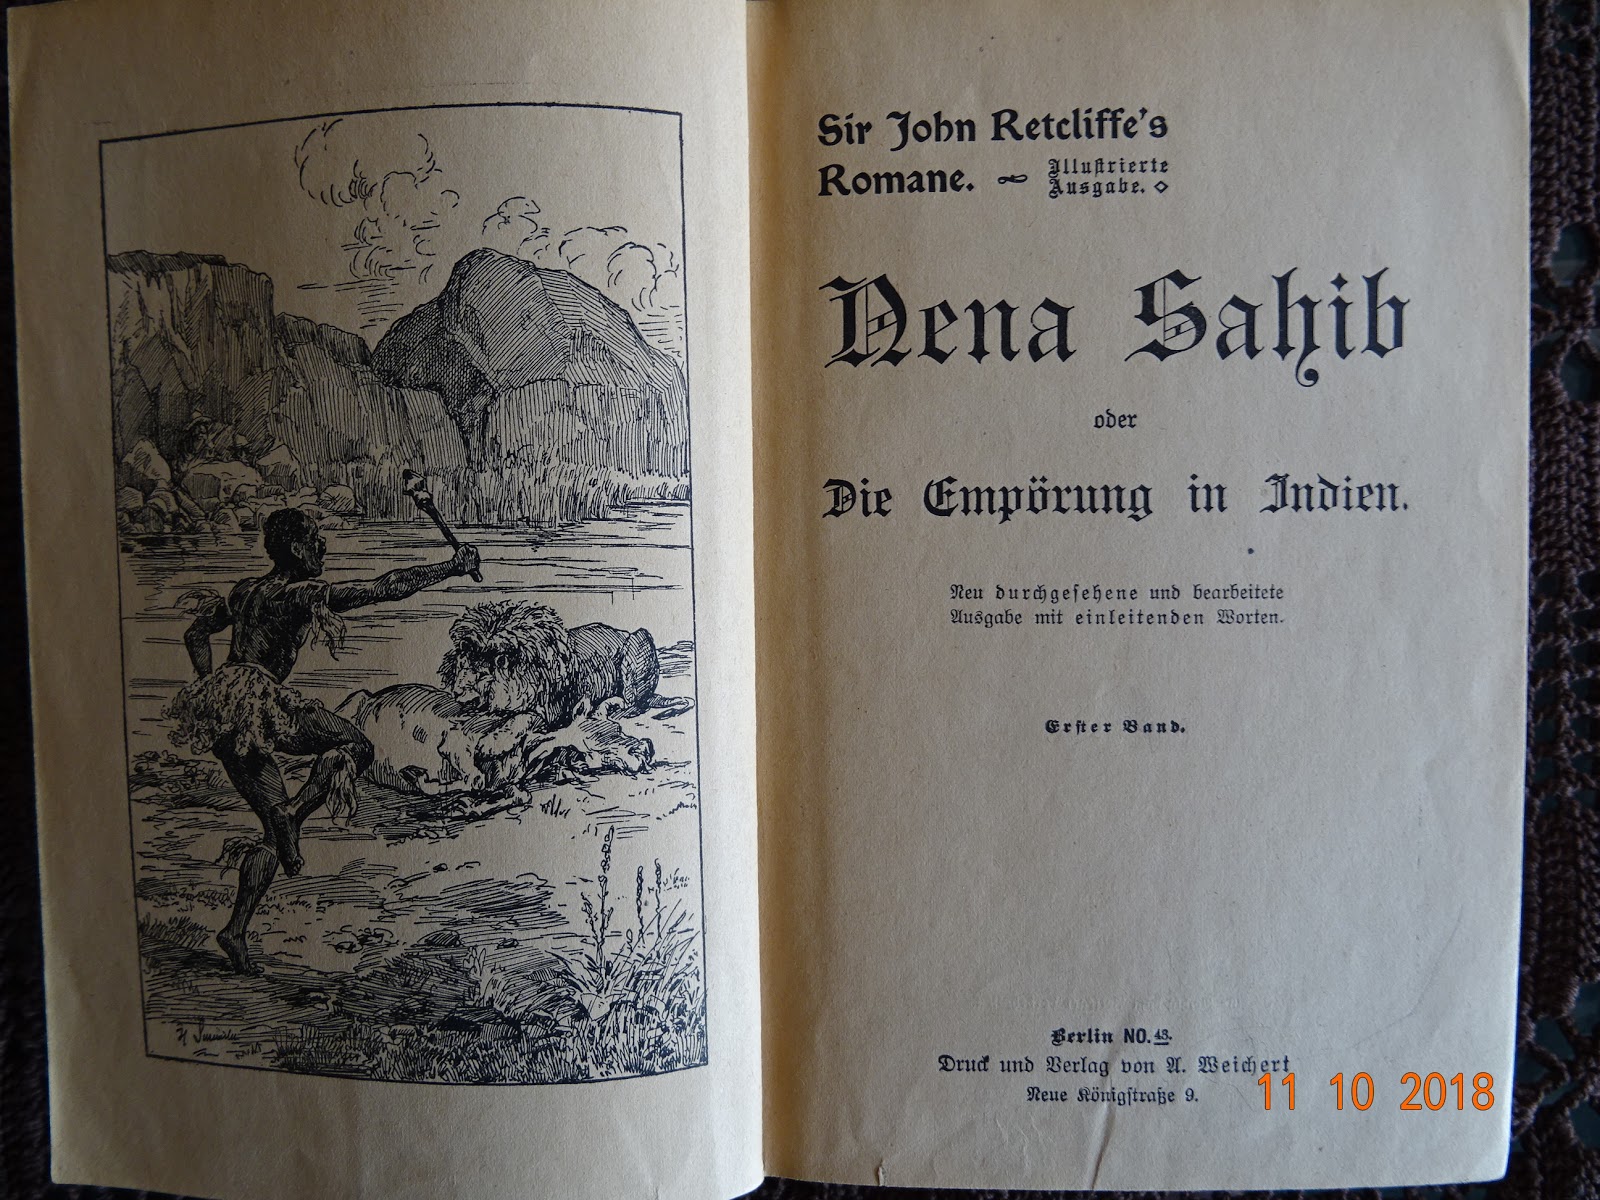 Sir John Retcliffe's
Romane. Illustrierte
Ausgabe.
Nena Sahib
oder
Die Empörung in Indien.
Neu durchgesehene und bearbeitete
Ausgabe mit einleitenden Worten.
Erster Band.
Berlin NO. 43.
Druck und Verlag von A. Weichert
Neue Königstraße 9.
11 10 2018